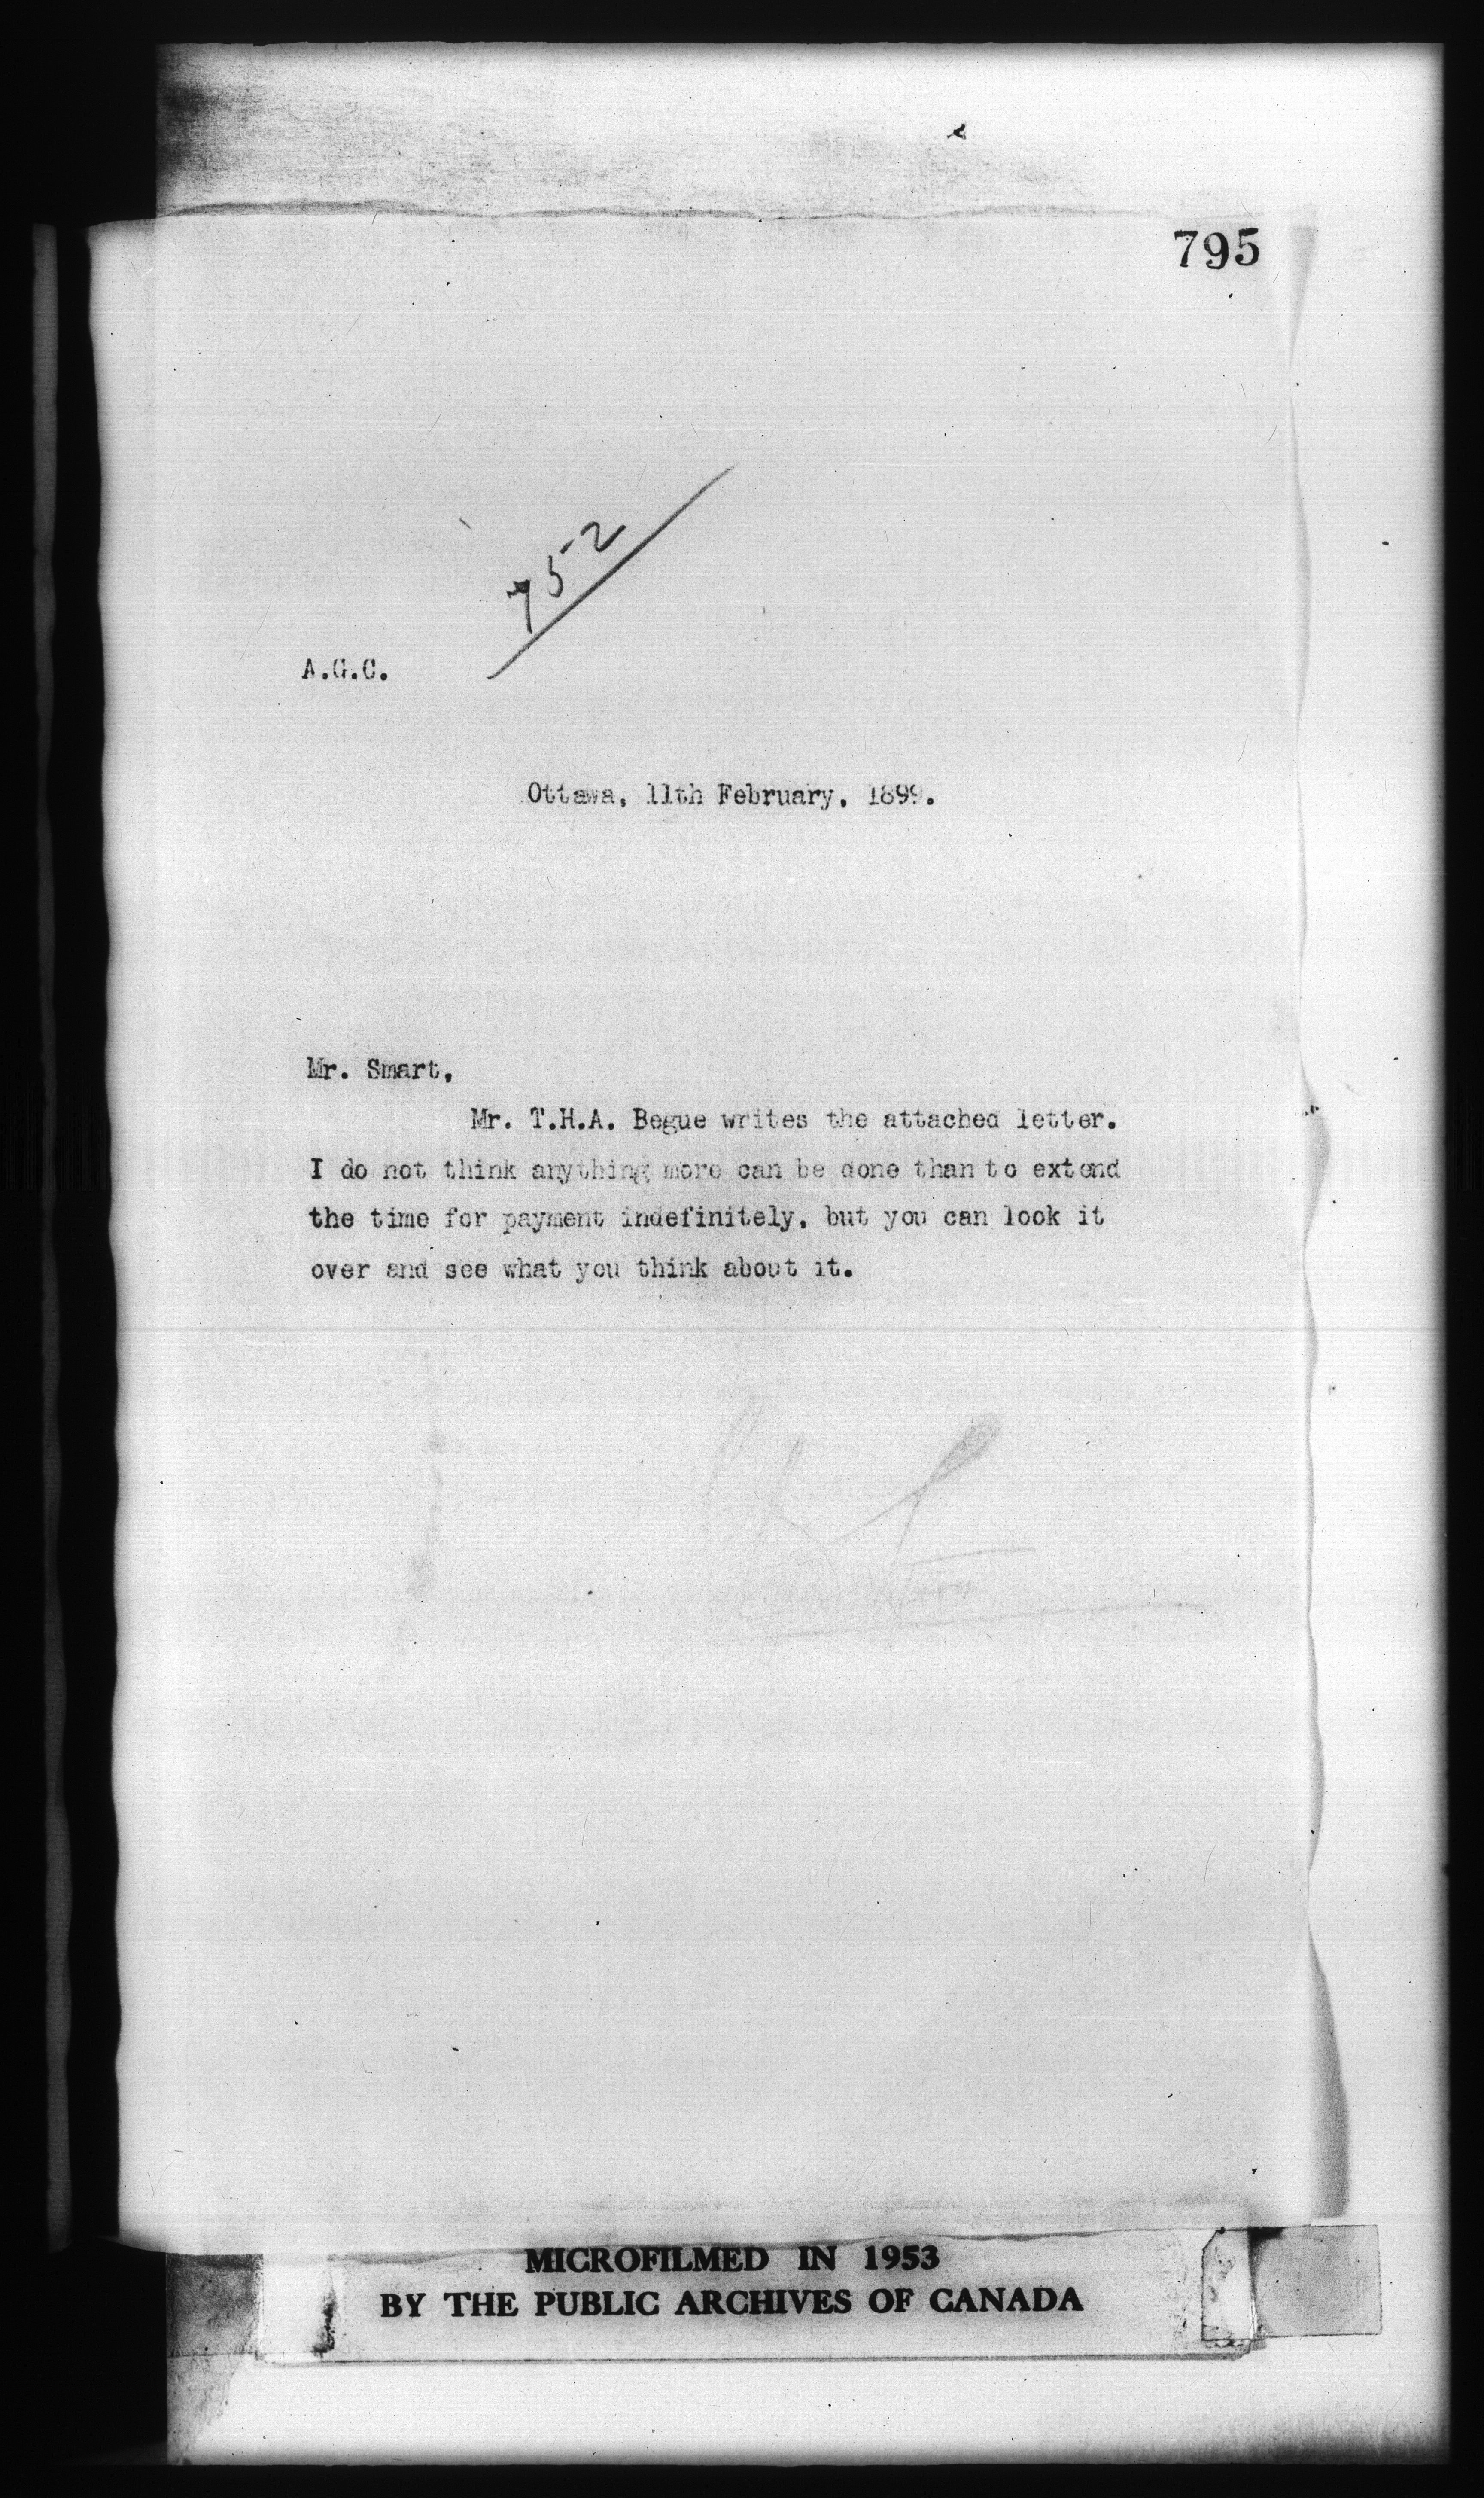 795
752
A.G.C.
Ottawa, 11th February, 1899.
Mr. Smart,
Mr. T.H.A. Begue writes the attached letter.
I do not think anything more can be done than to extend
the time for payment indefinitely, but you can look it
over and see what you think about it.
MICROFILMED IN 1953
BY THE PUBLIC ARCHIVES OF CANADA